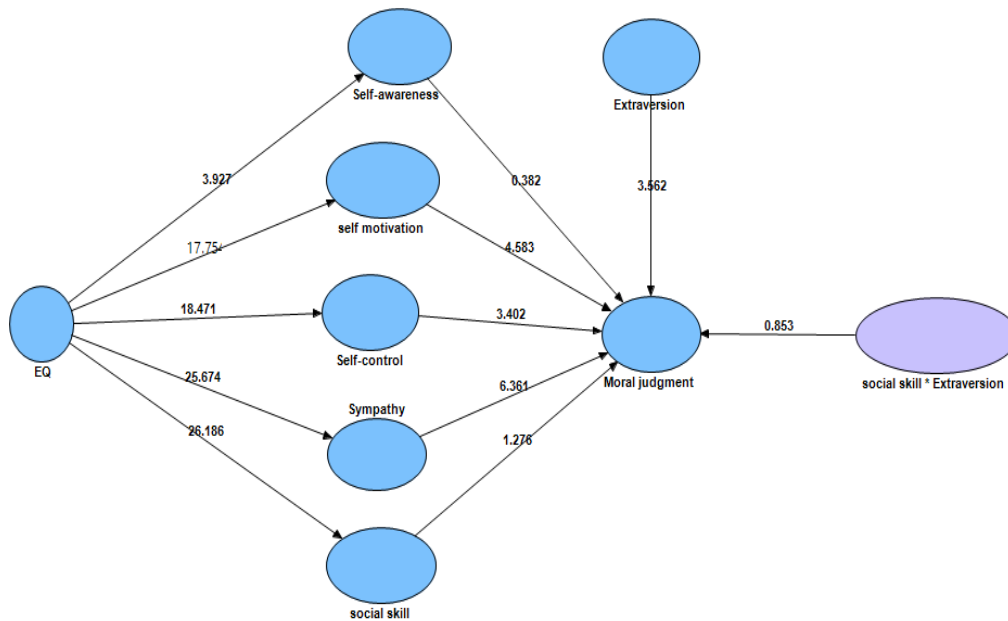 Self-awareness
Extraversion
3.927
0.382
3.562
self motivation
17.75
4.583
18.471
3.402
0.853
EQ
Self-control
Moral judgment
social skill * Extraversion
25.674
6.361
Sympathy
26.186
1.276
social skill